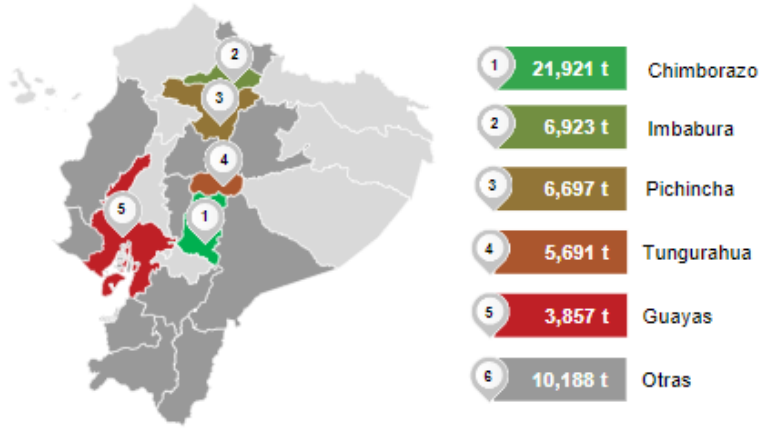 2
3
4
5
1
1 21,921 t Chimborazo
2 6,923 t Imbabura
3 6,697 t Pichincha
4 5,691 t Tungurahua
5 3,857 t Guayas
6 10,188 t Otras